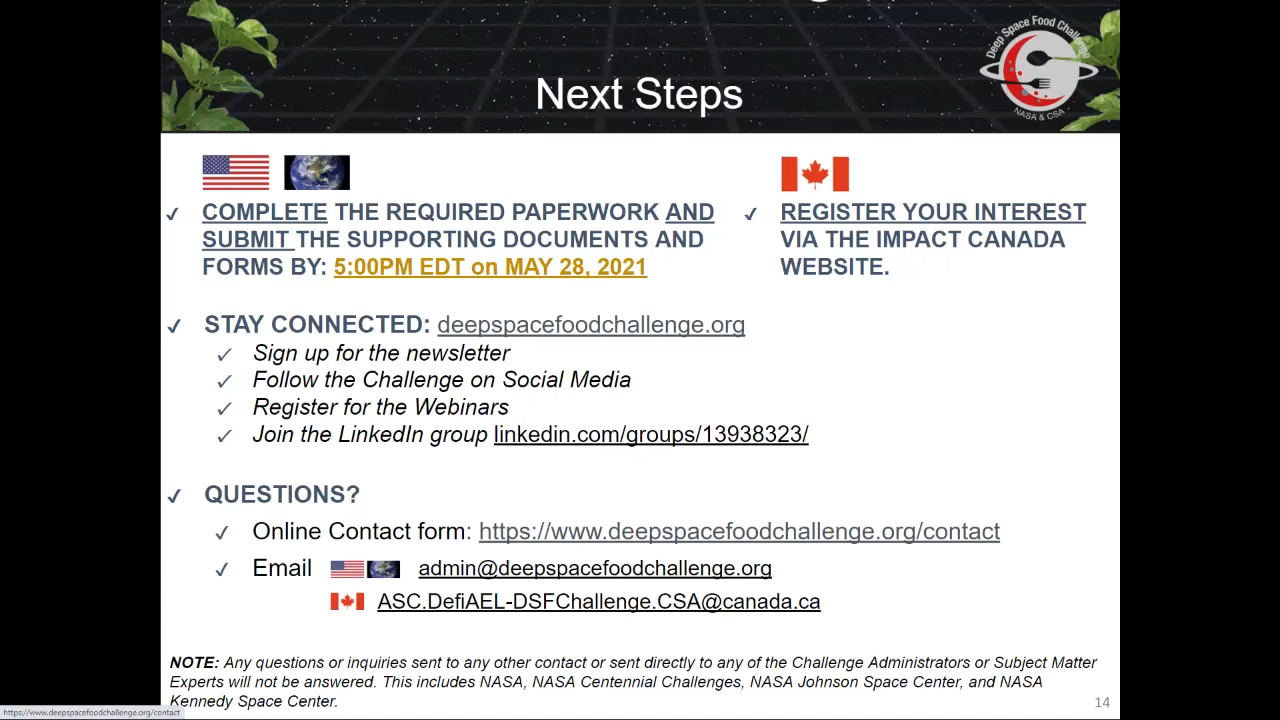 Deep Space Food Challenge
NASA & CSA
Next Steps
✓ COMPLETE THE REQUIRED PAPERWORK AND
SUBMIT THE SUPPORTING DOCUMENTS AND
FORMS BY: 5:00PM EDT on MAY 28, 2021
✓ REGISTER YOUR INTEREST
VIA THE IMPACT CANADA
WEBSITE.
✓ STAY CONNECTED: deepspacefoodchallenge.org
✓ Sign up for the newsletter
✓ Follow the Challenge on Social Media
✓ Register for the Webinars
✓ Join the LinkedIn group linkedin.com/groups/13938323/
✓ QUESTIONS?
✓ Online Contact form: https://www.deepspacefoodchallenge.org/contact
✓ Email admin@deepspacefoodchallenge.org
ASC.DefiAEL-DSFChallenge.CSA@canada.ca
NOTE: Any questions or inquiries sent to any other contact or sent directly to any of the Challenge Administrators or Subject Matter
Experts will not be answered. This includes NASA, NASA Centennial Challenges, NASA Johnson Space Center, and NASA
Kennedy Space Center.
14
https://www.deepspacefoodchallenge.org/contact